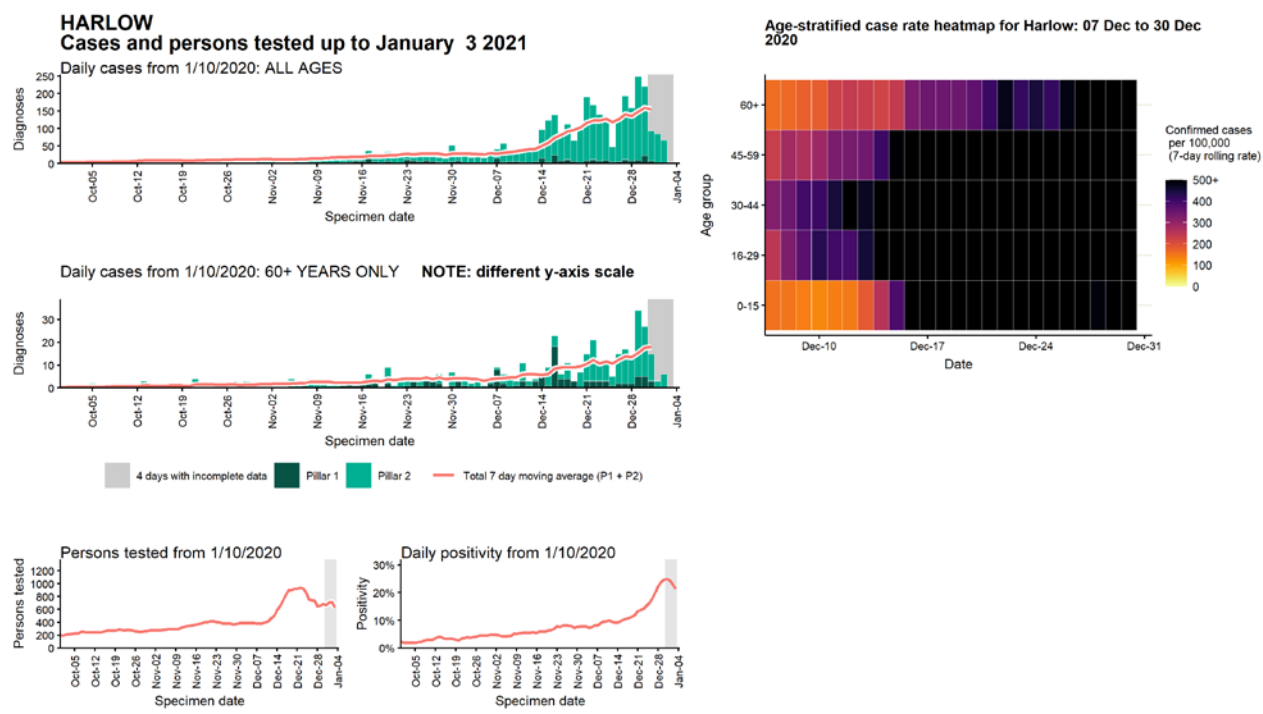 HARLOW
Cases and persons tested up to January 3 2021
Daily cases from 1/10/2020: ALL AGES
Diagnoses
250
200
150
100
50
0
Oct-05
Oct-12
Oct-19
Oct-26
Nov-02
Nov-09
Nov-16
Nov-23
Nov-30
Dec-07
Dec-14
Dec-21
Dec-28
Jan-04
Specimen date
Daily cases from 1/10/2020: 60+ YEARS ONLY NOTE: different y-axis scale
Diagnoses
30
20
10
0
Oct-05
Oct-12
Oct-19
Oct-26
Nov-02
Nov-09
Nov-16
Nov-23
Nov-30
Dec-07
Dec-14
Dec-21
Dec-28
Jan-04
Specimen date
4 days with incomplete data
Pillar 1
Pillar 2
Total 7 day moving average (P1 + P2)
Persons tested from 1/10/2020
Persons tested
1200
1000
800
600
400
200
0
Oct-05
Oct-12
Oct-19
Oct-26
Nov-02
Nov-09
Nov-16
Nov-23
Nov-30
Dec-07
Dec-14
Dec-21
Dec-28
Jan-04
Specimen date
Daily positivity from 1/10/2020
Positivity
30%
20%
10%
0%
Oct-05
Oct-12
Oct-19
Oct-26
Nov-02
Nov-09
Nov-16
Nov-23
Nov-30
Dec-07
Dec-14
Dec-21
Dec-28
Jan-04
Specimen date
Age-stratified case rate heatmap for Harlow: 07 Dec to 30 Dec
2020
Age group
60+
45-59
30-44
16-29
0-15
Dec-10
Dec-17
Dec-24
Dec-31
Date
Confirmed cases
per 100,000
(7-day rolling rate)
500+
400
300
200
100
0